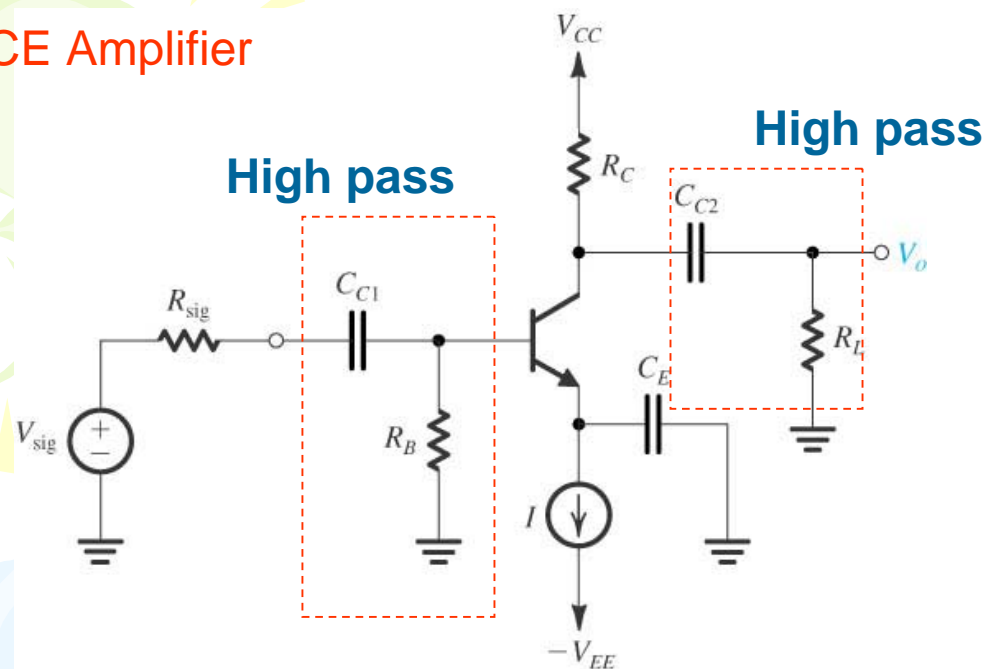 CE Amplifier
V_CC
High pass
High pass
R_C
C_C2
V_o
C_C1
R_sig
R_L
C_E
V_sig
+
−
R_B
I
−V_EE